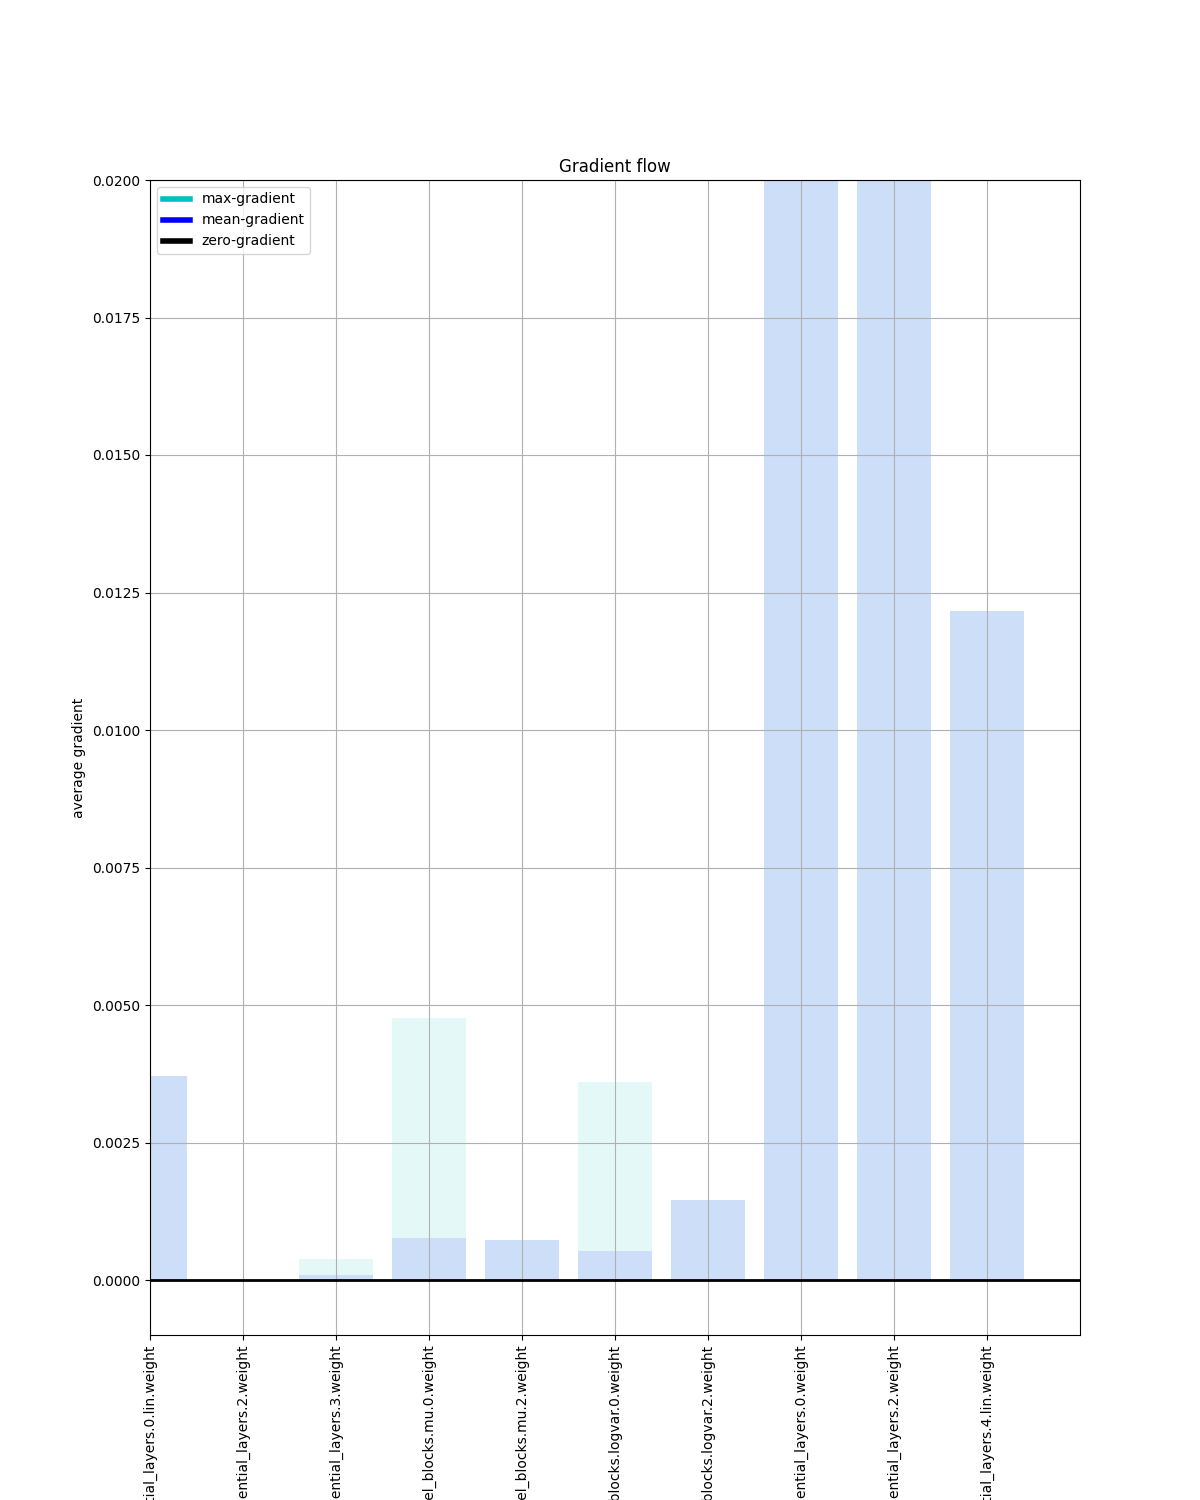 Gradient flow
max-gradient
mean-gradient
zero-gradient
0.0200
0.0175
0.0150
0.0125
0.0100
0.0075
0.0050
0.0025
0.0000
average gradient
tial_layers.0.lin.weight
ential_layers.2.weight
ential_layers.3.weight
el_blocks.mu.0.weight
el_blocks.mu.2.weight
blocks.logvar.0.weight
blocks.logvar.2.weight
ential_layers.0.weight
ential_layers.2.weight
tial_layers.4.lin.weight